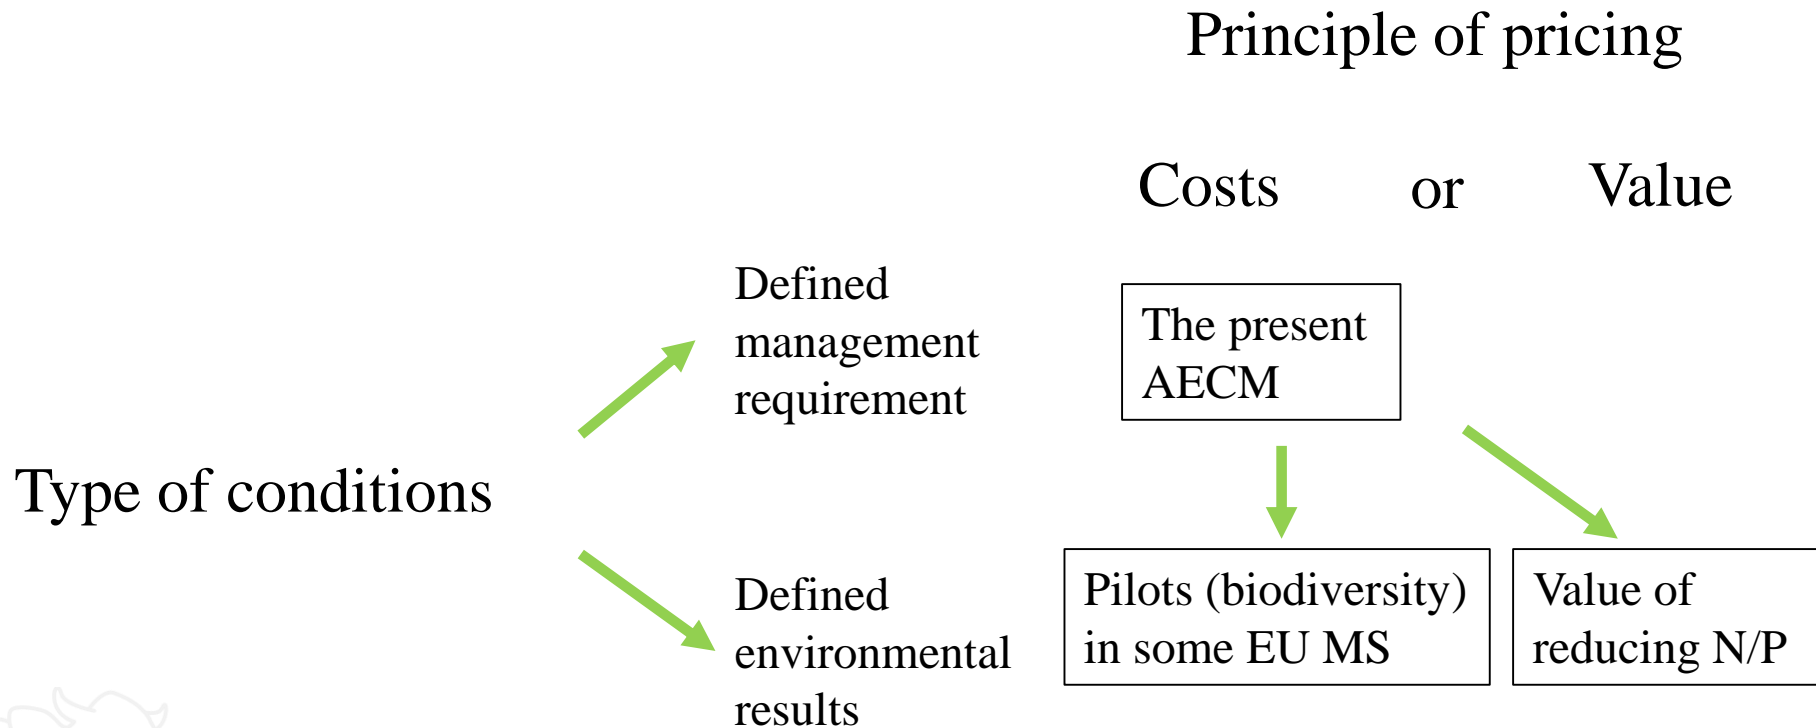 Principle of pricing
Costs or Value
Defined
management
requirement
The present
AECM
Type of conditions
Defined
environmental
results
Pilots (biodiversity)
in some EU MS
Value of
reducing N/P